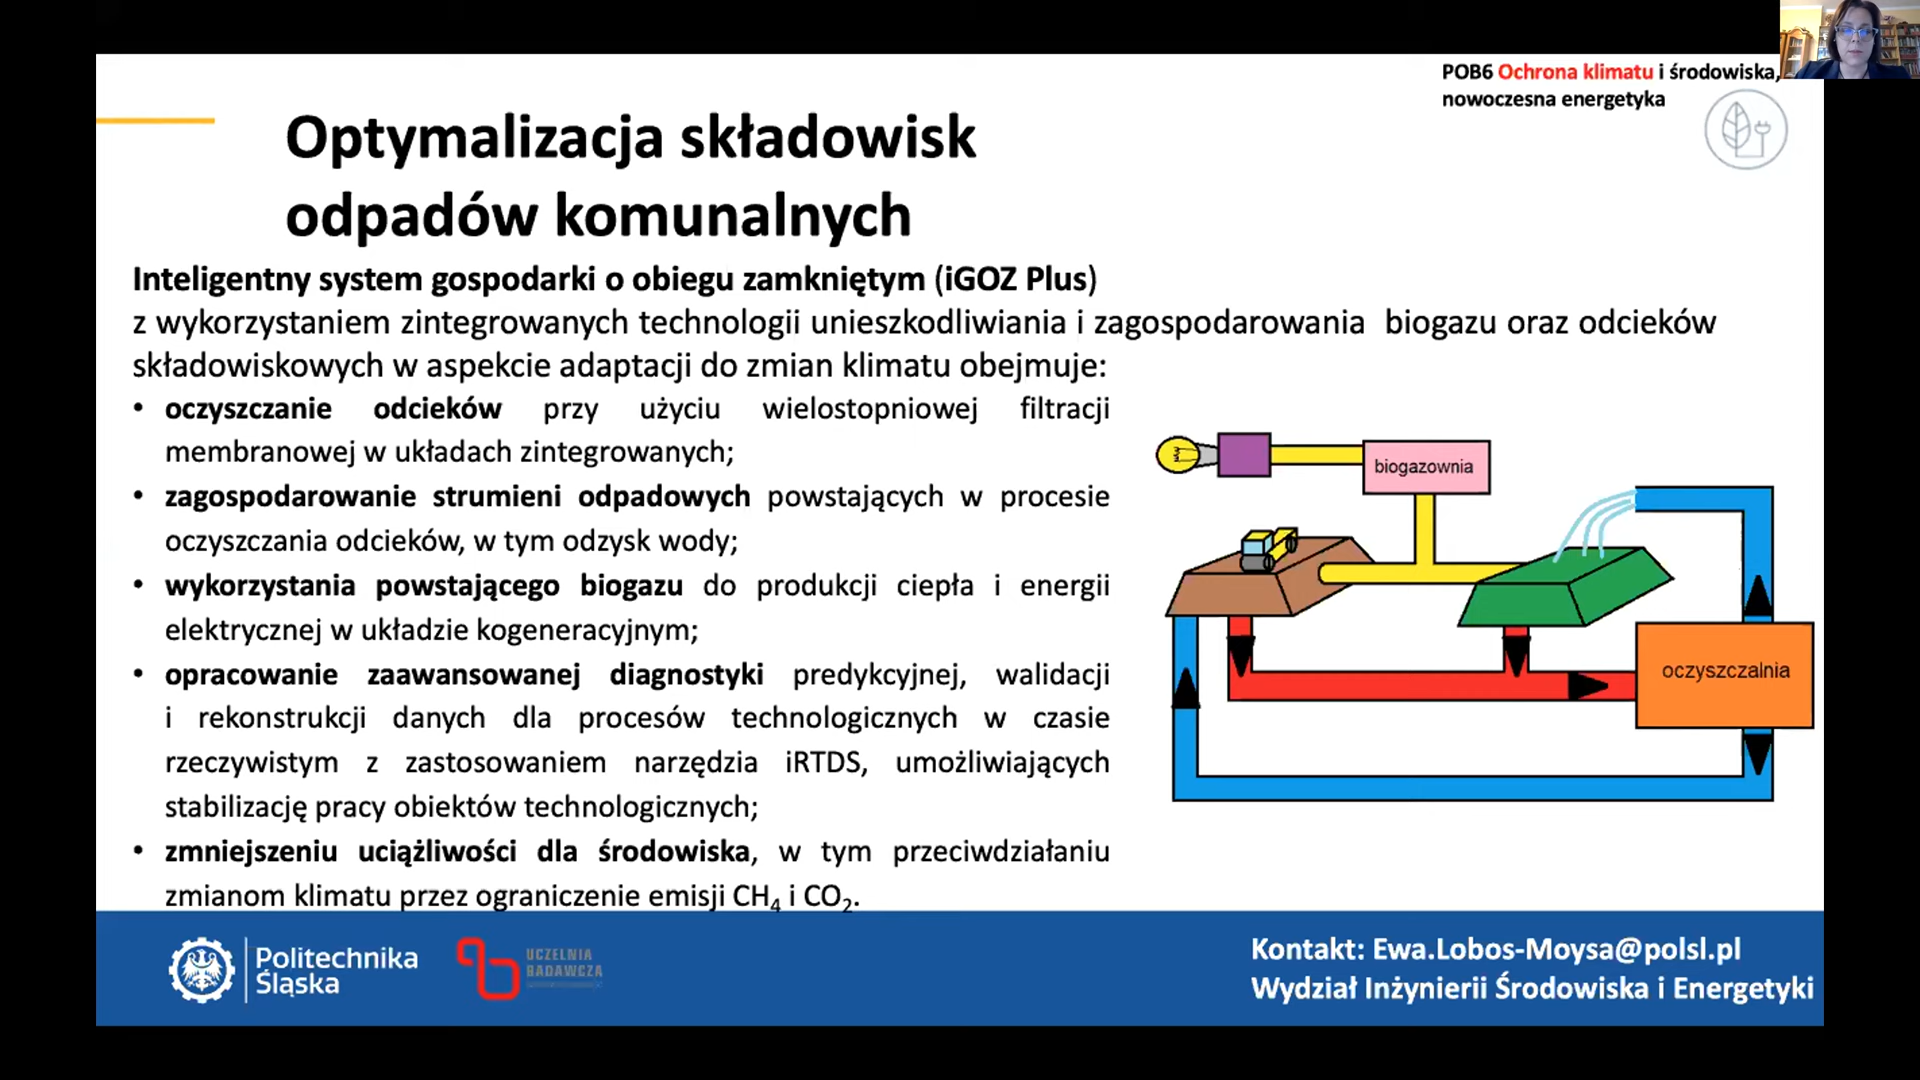 POB6 Ochrona klimatu i środowiska,
nowoczesna energetyka
Optymalizacja składowisk
odpadów komunalnych
Inteligentny system gospodarki o obiegu zamkniętym (iGOZ Plus)
z wykorzystaniem zintegrowanych technologii unieszkodliwiania i zagospodarowania biogazu oraz odcieków
składowiskowych w aspekcie adaptacji do zmian klimatu obejmuje:
• oczyszczanie odcieków przy użyciu wielostopniowej filtracji
membranowej w układach zintegrowanych;
• zagospodarowanie strumieni odpadowych powstających w procesie
oczyszczania odcieków, w tym odzysk wody;
• wykorzystania powstającego biogazu do produkcji ciepła i energii
elektrycznej w układzie kogeneracyjnym;
• opracowanie zaawansowanej diagnostyki predykcyjnej, walidacji
i rekonstrukcji danych dla procesów technologicznych w czasie
rzeczywistym z zastosowaniem narzędzia iRTDS, umożliwiających
stabilizację pracy obiektów technologicznych;
• zmniejszeniu uciążliwości dla środowiska, w tym przeciwdziałaniu
zmianom klimatu przez ograniczenie emisji CH₄ i CO₂.
biogazownia
oczyszczalnia
Politechnika
Śląska
UCZELNIA
BADAWCZA
Kontakt: Ewa.Lobos-Moysa@polsl.pl
Wydział Inżynierii Środowiska i Energetyki